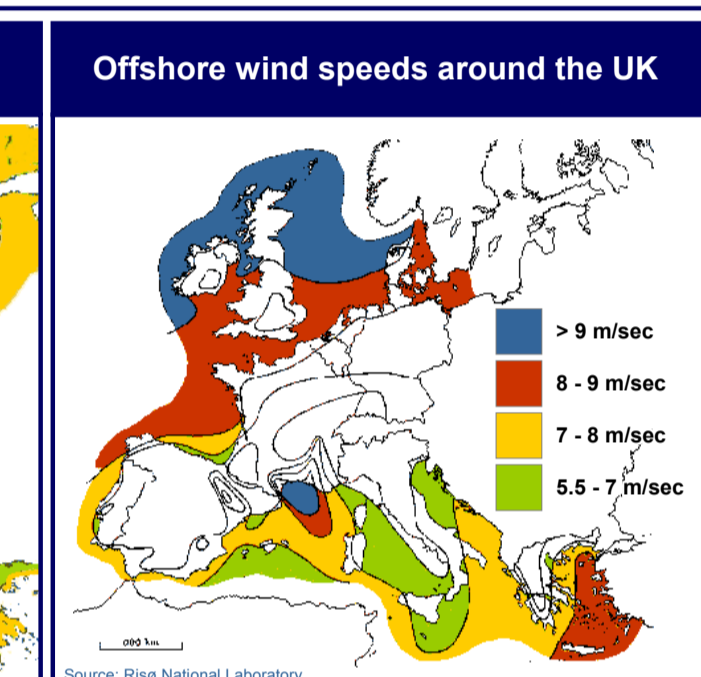 Offshore wind speeds around the UK
> 9 m/sec
8 - 9 m/sec
7 - 8 m/sec
5.5 - 7 m/sec
km
Source: Risø National Laboratory